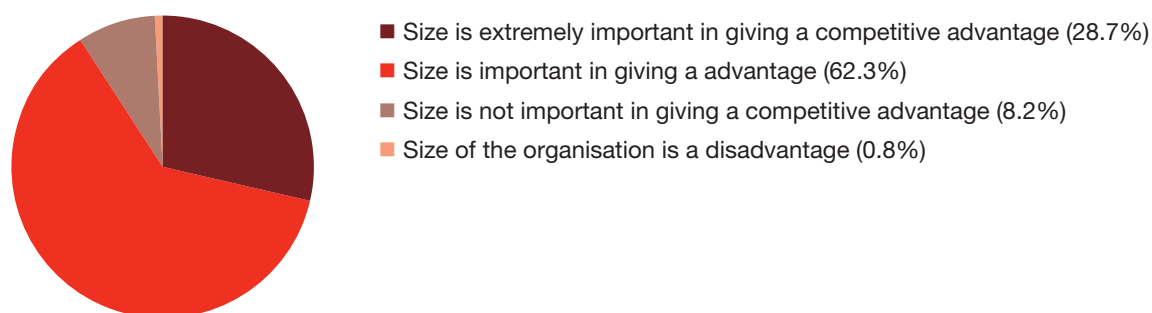 Size is extremely important in giving a competitive advantage (28.7%)
Size is important in giving a advantage (62.3%)
Size is not important in giving a competitive advantage (8.2%)
Size of the organisation is a disadvantage (0.8%)